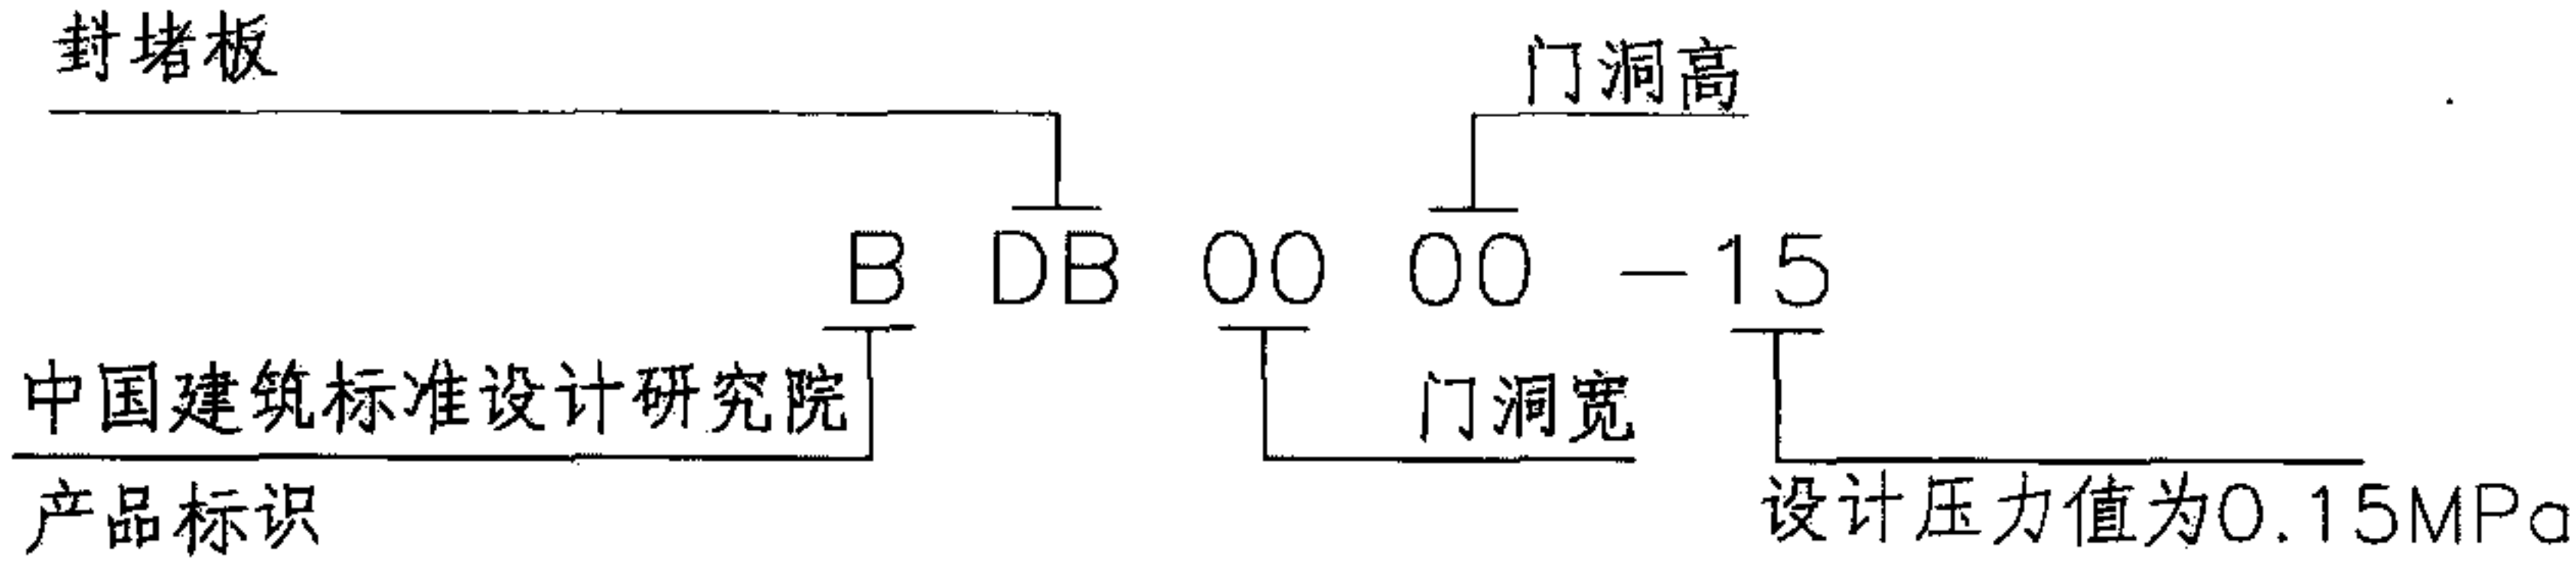 封堵板
门洞高
B DB 00 00 -15
中国建筑标准设计研究院
门洞宽
产品标识
设计压力值为0.15MPa